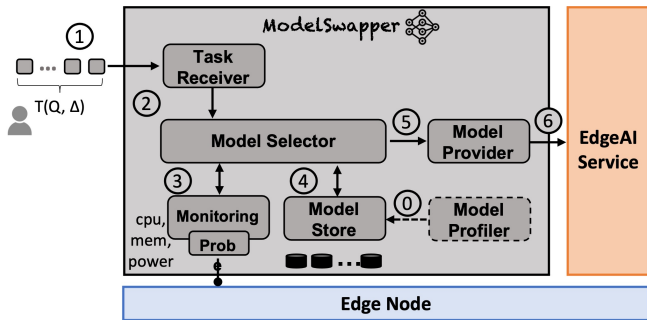 ModelSwapper
1
...
T(Q, Δ)
Task
Receiver
2
Model Selector
5
Model
Provider
6
EdgeAI
Service
3
4
cpu,
mem,
power
Monitoring
Prob
e
Model
Store
0
Model
Profiler
...
Edge Node